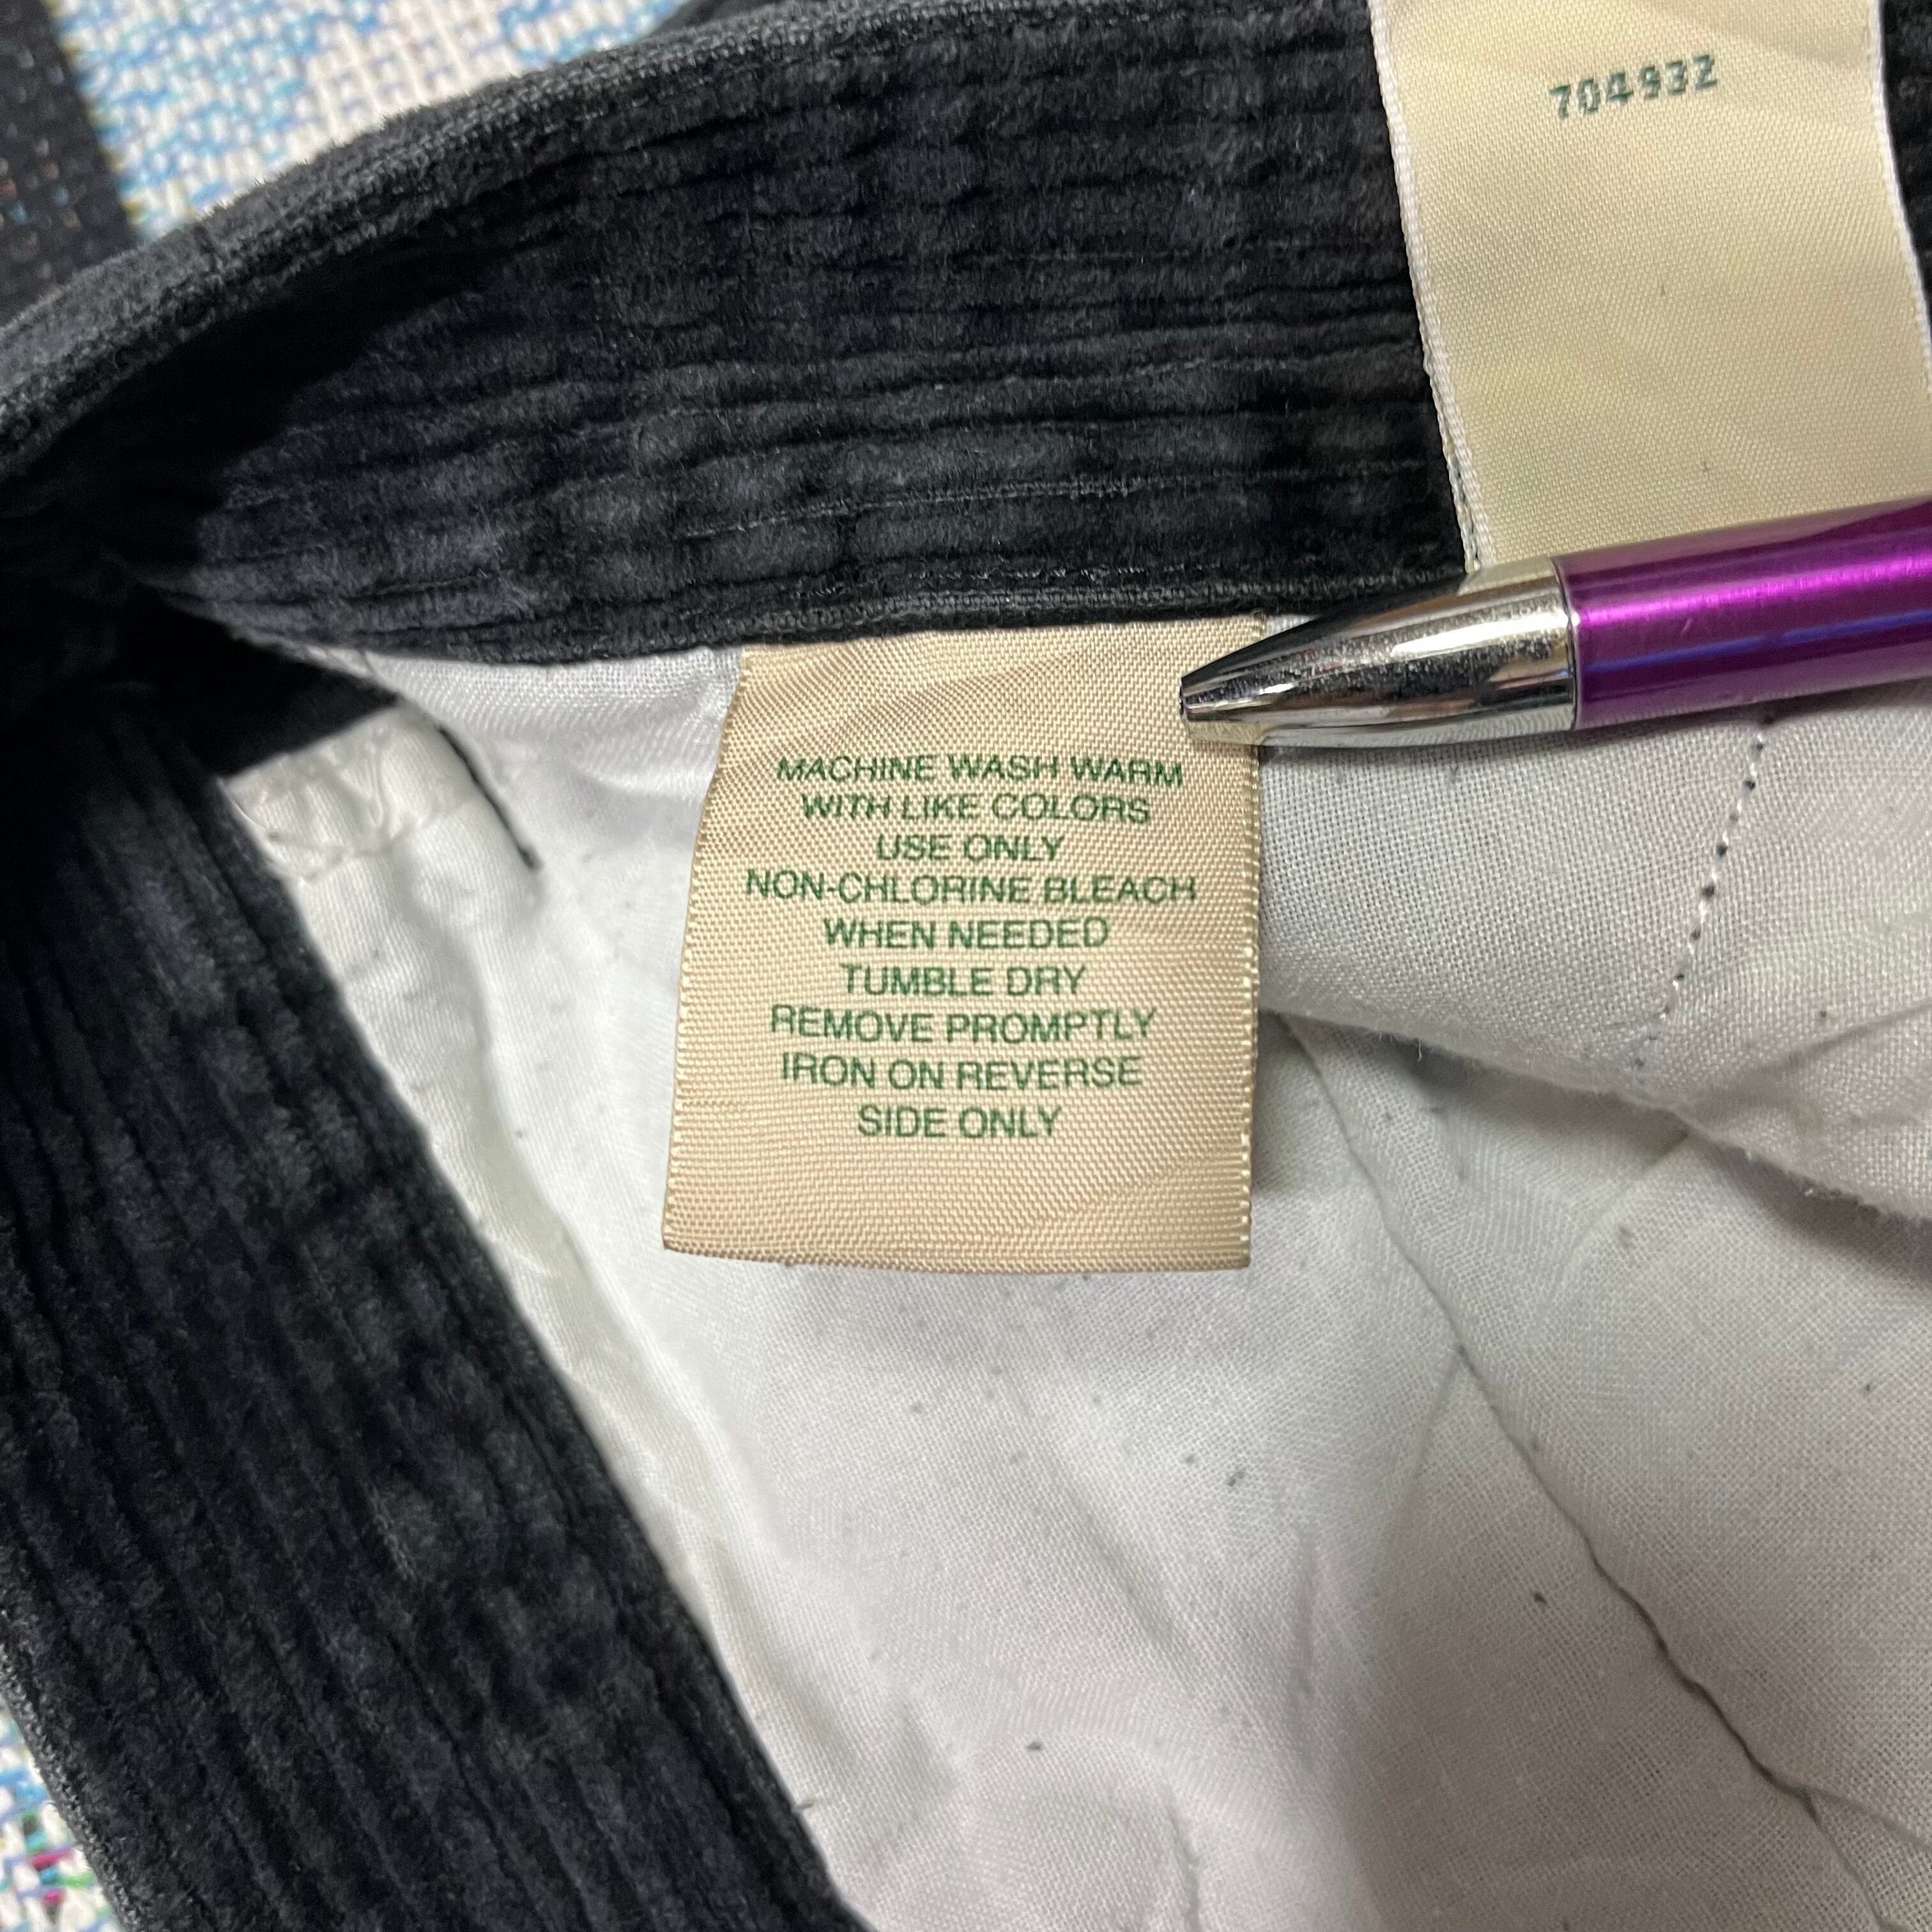 704932
MACHINE WASH WARM
WITH LIKE COLORS
USE ONLY
NON-CHLORINE BLEACH
WHEN NEEDED
TUMBLE DRY
REMOVE PROMPTLY
IRON ON REVERSE
SIDE ONLY